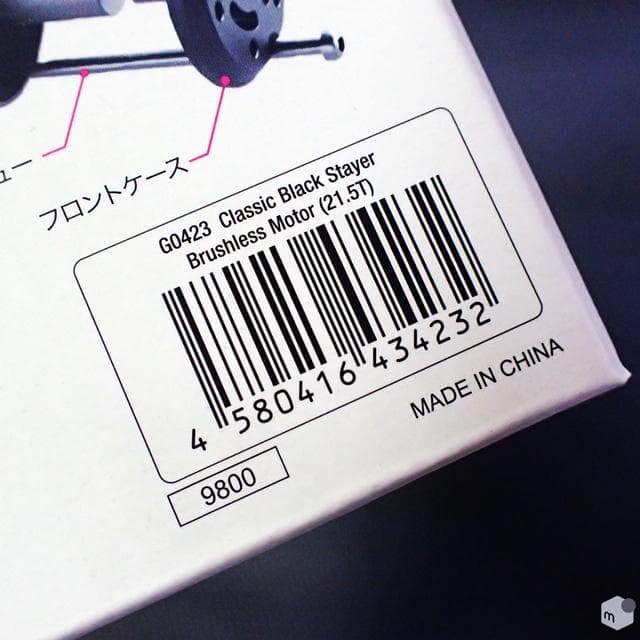 ュー
フロントケース
G0423 Classic Black Stayer
Brushless Motor (21.5T)
4 580416 434232
MADE IN CHINA
9800
m